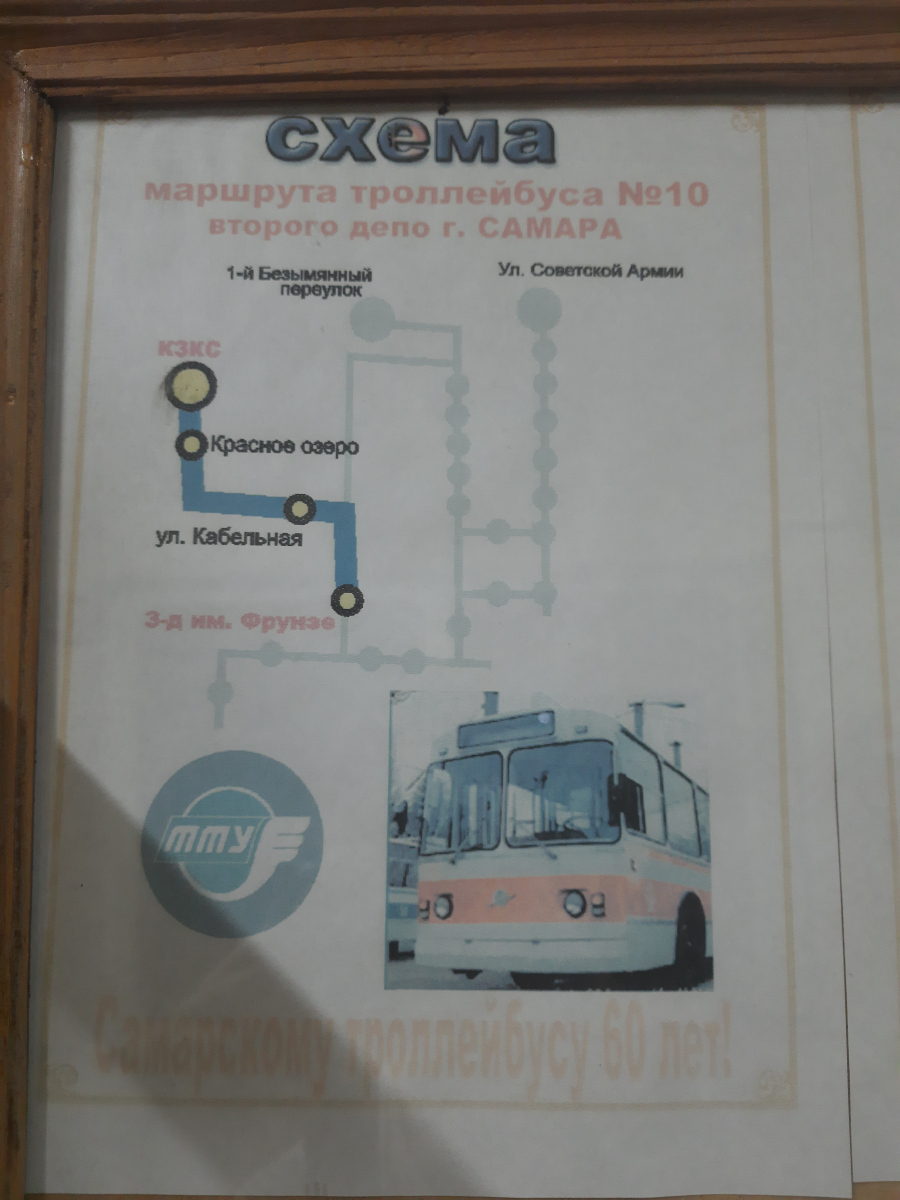 схема
маршрута троллейбуса №10
второго депо г. САМАРА
1-й Безымянный
переулок
Ул. Советской Армии
КЗКС
Красное озеро
ул. Кабельная
З-д им. Фрунзе
ТТУ
Самарскому троллейбусу 60 лет!